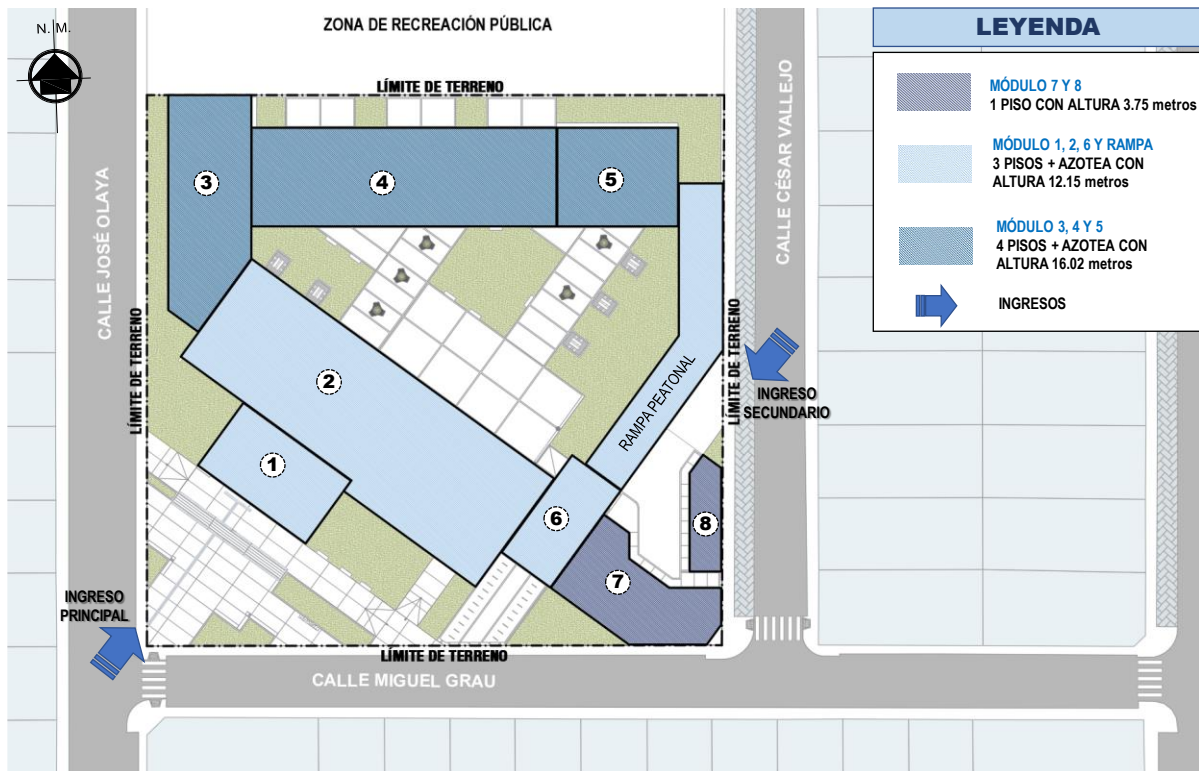 N. M.
ZONA DE RECREACIÓN PÚBLICA
LÍMITE DE TERRENO
CALLE JOSÉ OLAYA
CALLE CÉSAR VALLEJO
LEYENDA
MÓDULO 7 Y 8
1 PISO CON ALTURA 3.75 metros
MÓDULO 1, 2, 6 Y RAMPA
3 PISOS + AZOTEA CON
ALTURA 12.15 metros
MÓDULO 3, 4 Y 5
4 PISOS + AZOTEA CON
ALTURA 16.02 metros
INGRESOS
3
4
5
LÍMITE DE TERRENO
2
1
RAMPA PEATONAL
LÍMITE DE TERRENO
INGRESO
SECUNDARIO
6
8
7
INGRESO
PRINCIPAL
LÍMITE DE TERRENO
CALLE MIGUEL GRAU